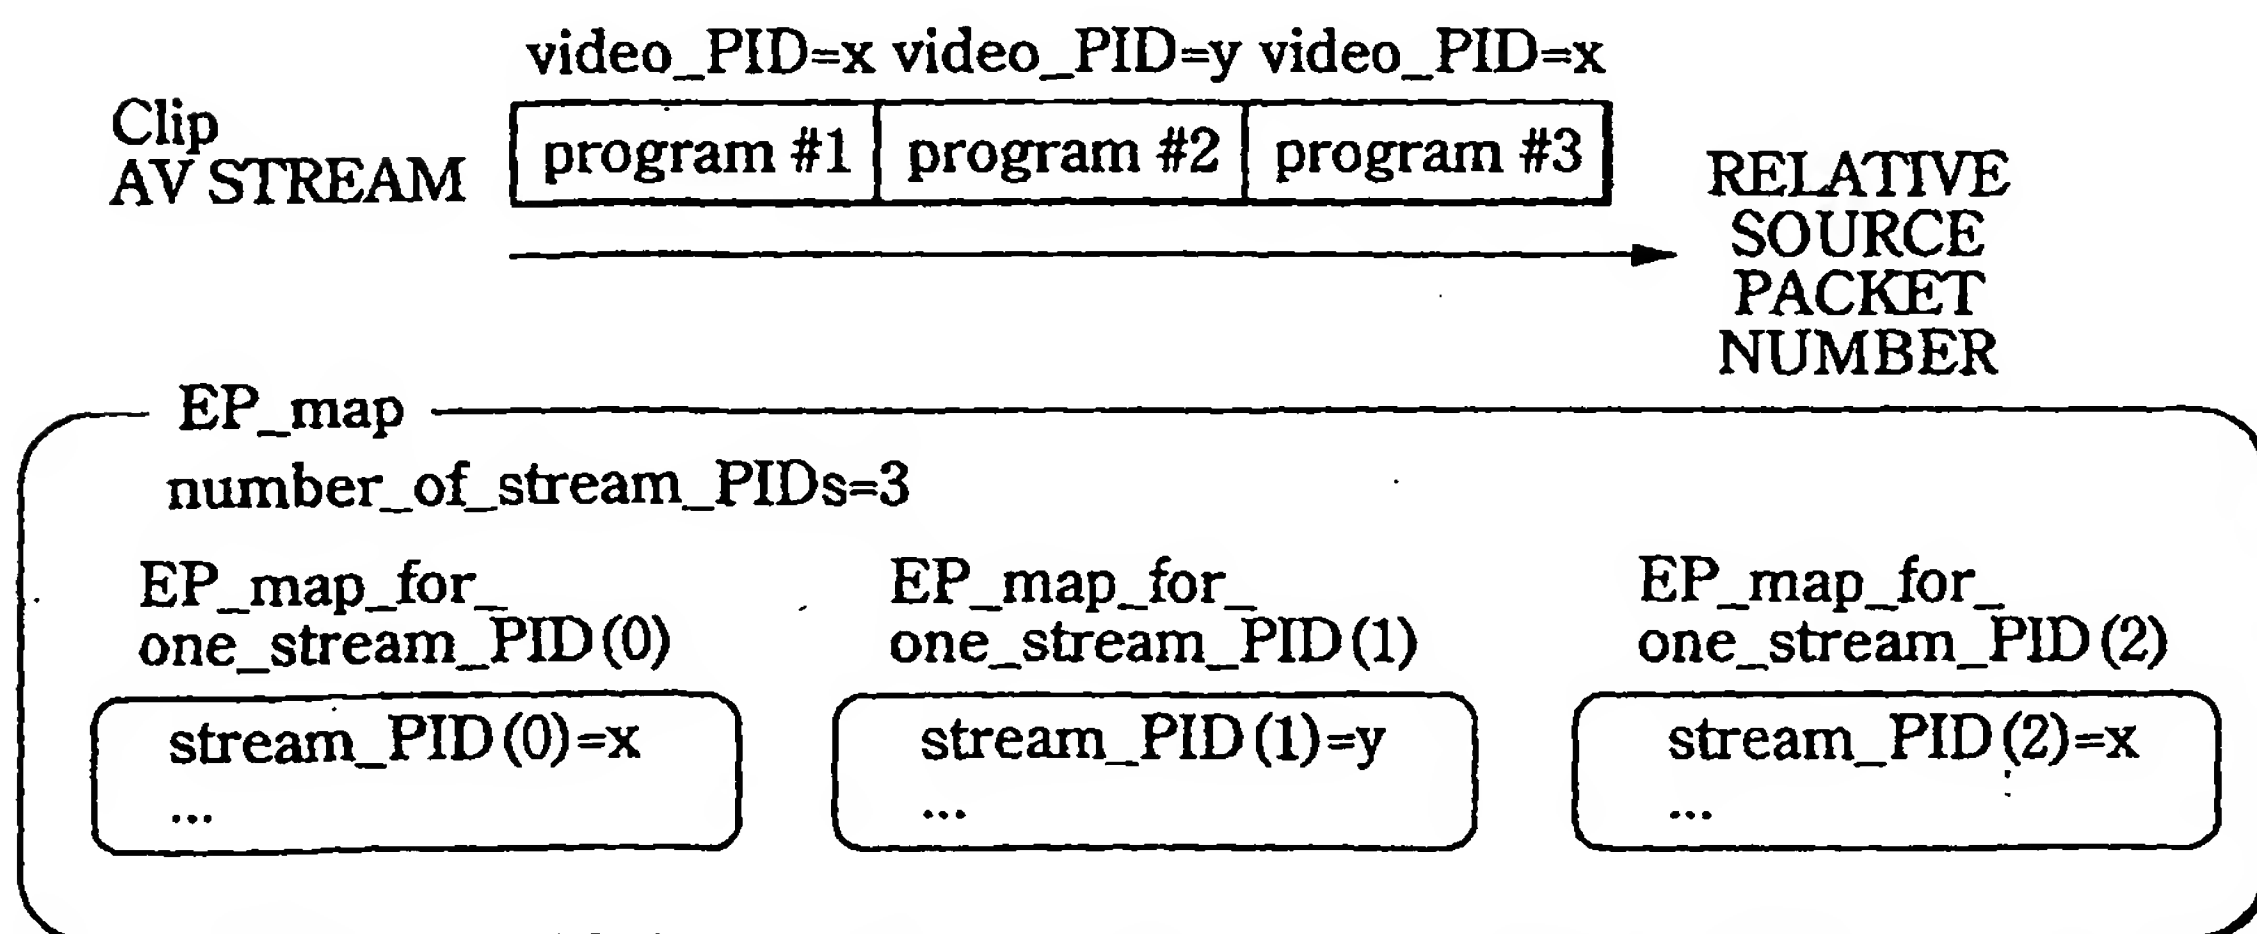 video_PID=x video_PID=y video_PID=x
Clip
AV STREAM
program #1 program #2 program #3
RELATIVE
SOURCE
PACKET
NUMBER
EP_map
number_of_stream_PIDs=3
EP_map_for_
one_stream_PID(0)
stream_PID(0)=x
...
EP_map_for_
one_stream_PID(1)
stream_PID(1)=y
...
EP_map_for_
one_stream_PID(2)
stream_PID(2)=x
...